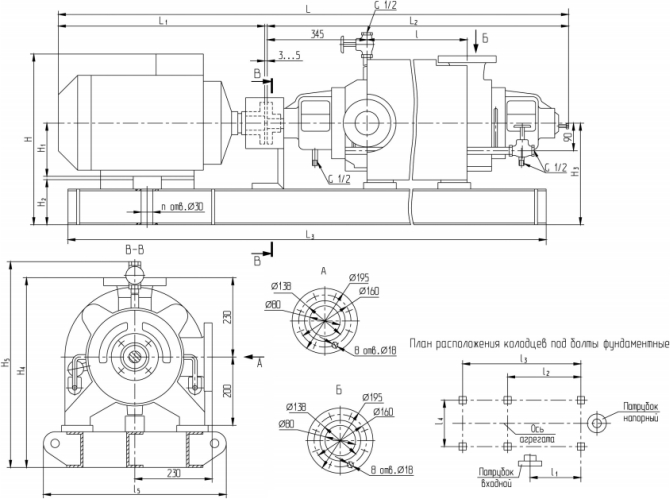 L
G 1/2
L₁
L₂
345
l
Б
3...5
В
H
H₁
H₂
H₃
90
G 1/2
G 1/2
n отв.Ø30
L₃
В
В-В
H₅
H₄
230
200
А
230
l₅
А
Ø195
Ø138
Ø160
Ø80
8 отв.Ø18
Б
Ø195
Ø138
Ø160
Ø80
8 отв.Ø18
План расположения колодцев под болты фундаментные
l₃
l₂
l₄
Патрубок
напорный
Ось
агрегата
Патрубок
входной
l₁